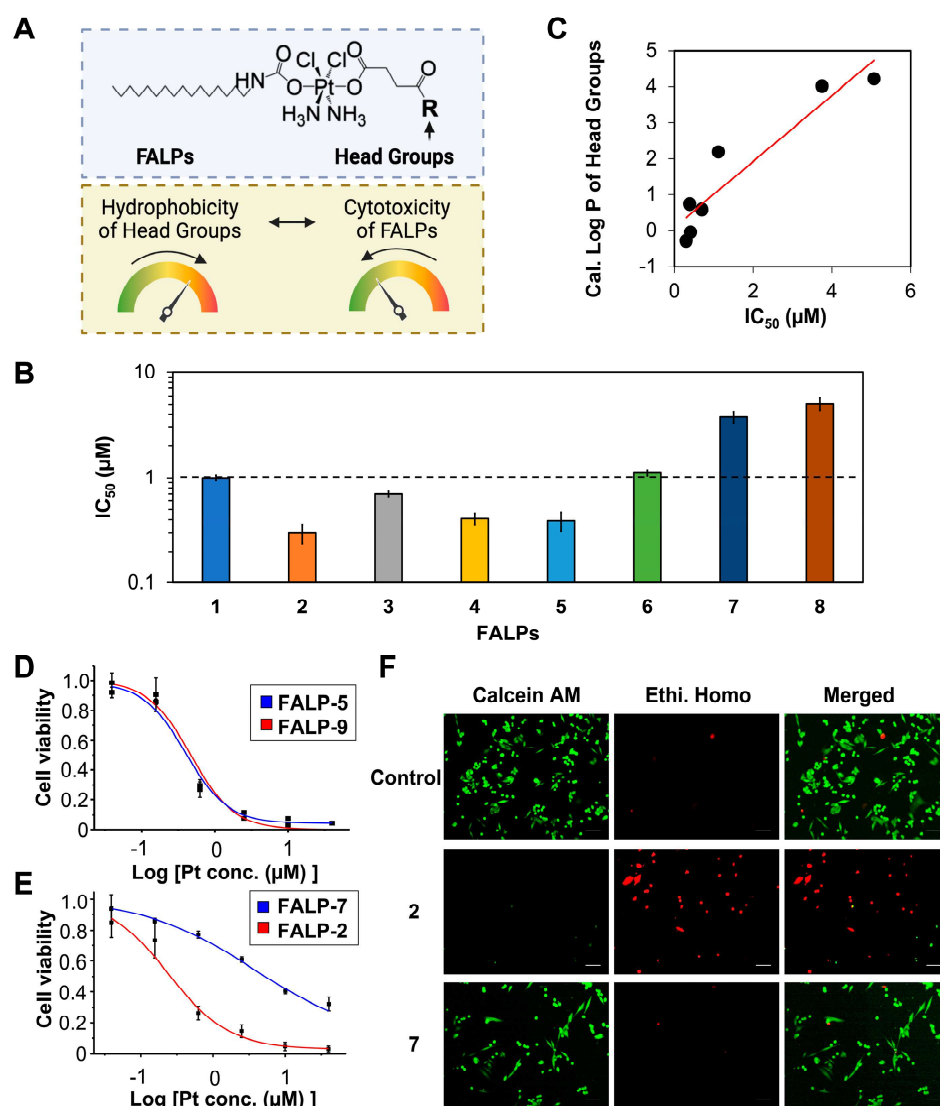 A
HN
O
O
Cl
Cl
Pt
O
O
O
R
H₃N
NH₃
FALPs
Head Groups
Hydrophobicity
of Head Groups
Cytotoxicity
of FALPs
C
Cal. Log P of Head Groups
5
4
3
2
1
0
-1
0
2
4
6
IC₅₀ (µM)
B
IC₅₀ (µM)
10
1
0.1
1
2
3
4
5
6
7
8
FALPs
D
Cell viability
1.0
0.8
0.6
0.4
0.2
0
FALP-5
FALP-9
-1
0
1
Log [Pt conc. (µM) ]
E
Cell viability
1.0
0.8
0.6
0.4
0.2
0
FALP-7
FALP-2
-1
0
1
Log [Pt conc. (µM) ]
F
Calcein AM
Ethi. Homo
Merged
Control
2
7